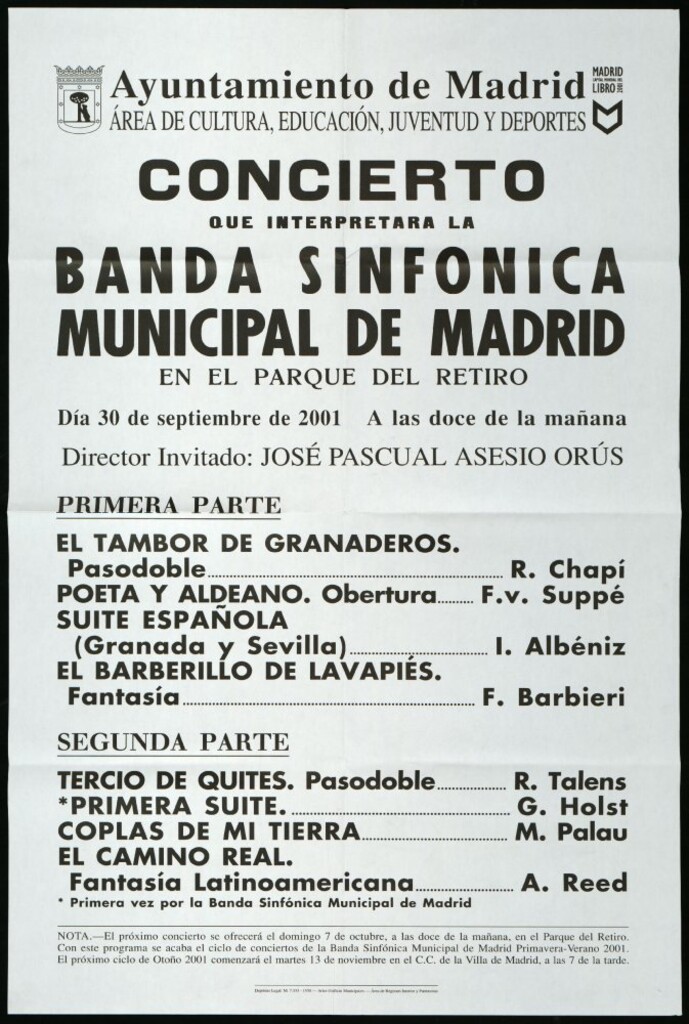 Ayuntamiento de Madrid
ÁREA DE CULTURA, EDUCACIÓN, JUVENTUD Y DEPORTES
MADRID
LIBRO
CONCIERTO
QUE INTERPRETARA LA
BANDA SINFONICA
MUNICIPAL DE MADRID
EN EL PARQUE DEL RETIRO
Día 30 de septiembre de 2001 A las doce de la mañana
Director Invitado: JOSÉ PASCUAL ASESIO ORÚS
PRIMERA PARTE
EL TAMBOR DE GRANADEROS.
Pasodoble........ R. Chapí
POETA Y ALDEANO. Obertura........ F.v. Suppé
SUITE ESPAÑOLA
(Granada y Sevilla)........ I. Albéniz
EL BARBERILLO DE LAVAPIÉS.
Fantasía........ F. Barbieri
SEGUNDA PARTE
TERCIO DE QUITES. Pasodoble........ R. Talens
*PRIMERA SUITE......... G. Holst
COPLAS DE MI TIERRA........ M. Palau
EL CAMINO REAL.
Fantasía Latinoamericana........ A. Reed
* Primera vez por la Banda Sinfónica Municipal de Madrid
NOTA.—El próximo concierto se ofrecerá el domingo 7 de octubre, a las doce de la mañana, en el Parque del Retiro.
Con este programa se acaba el ciclo de conciertos de la Banda Sinfónica Municipal de Madrid Primavera-Verano 2001.
El próximo ciclo de Otoño 2001 comenzará el martes 13 de noviembre en el C.C. de la Villa de Madrid, a las 7 de la tarde.